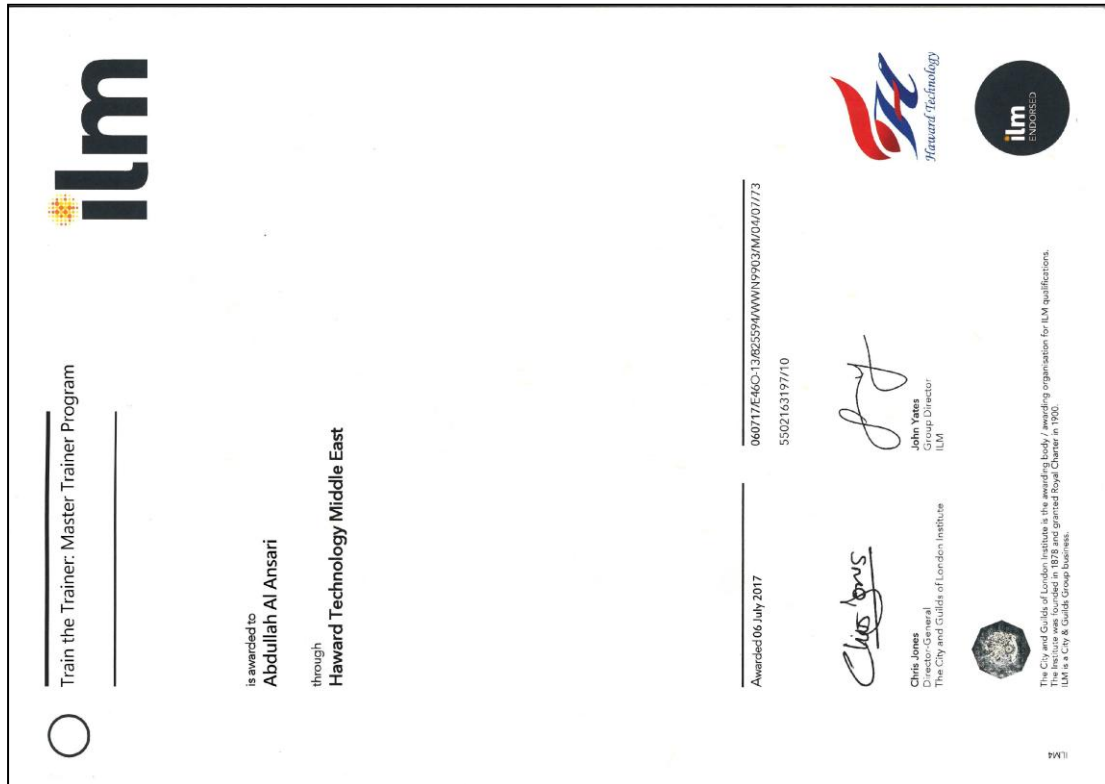 ilm
Train the Trainer: Master Trainer Program
is awarded to
Abdullah Al Ansari
through
Haward Technology Middle East
Awarded 06 July 2017
060717/E46O-13/825594/WWN9903/M/04/07/73
5502163197/10
Chris Jones
Chris Jones
Director-General
The City and Guilds of London Institute
John Yates
Group Director
ILM
Haward Technology
ilm
ENDORSED
The City and Guilds of London Institute is the awarding body / awarding organisation for ILM qualifications.
The Institute was founded in 1878 and granted Royal Charter in 1900.
ILM is a City & Guilds Group business.
ILM4